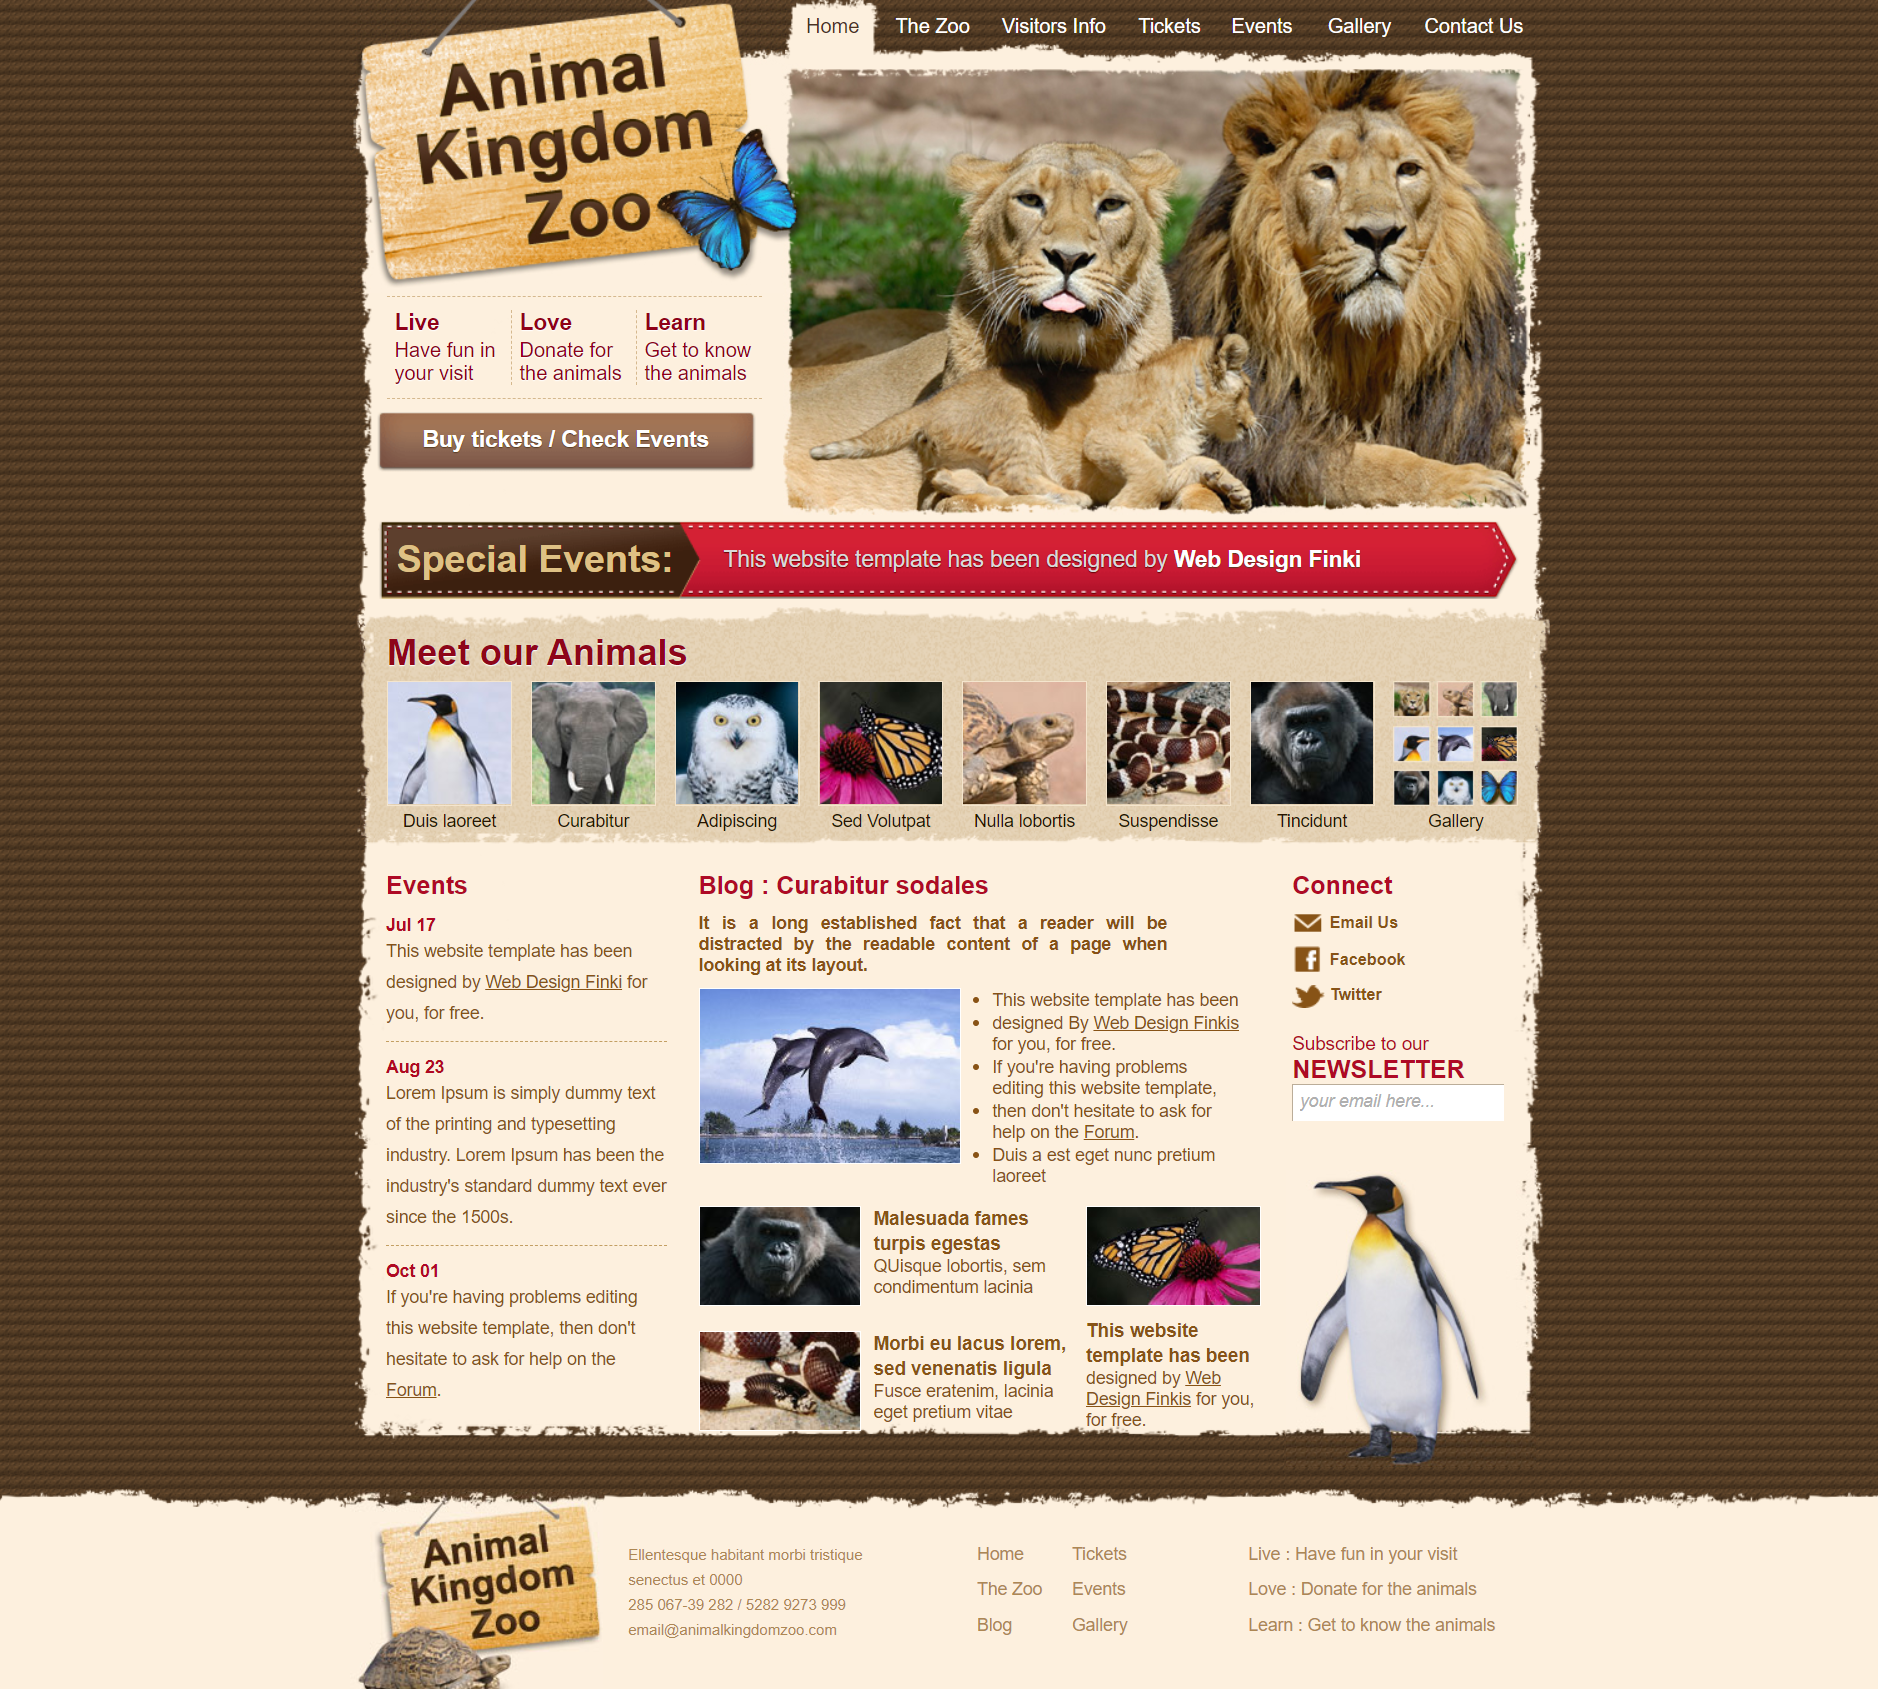 Animal
Kingdom
Zoo
Home The Zoo Visitors Info Tickets Events Gallery Contact Us
Live
Have fun in
your visit
Love
Donate for
the animals
Learn
Get to know
the animals
Buy tickets / Check Events
Special Events:
This website template has been designed by Web Design Finki
Meet our Animals
Duis laoreet
Curabitur
Adipiscing
Sed Volutpat
Nulla lobortis
Suspendisse
Tincidunt
Gallery
Events
Jul 17
This website template has been
designed by Web Design Finki for
you, for free.
Aug 23
Lorem Ipsum is simply dummy text
of the printing and typesetting
industry. Lorem Ipsum has been the
industry's standard dummy text ever
since the 1500s.
Oct 01
If you're having problems editing
this website template, then don't
hesitate to ask for help on the
Forum.
Blog : Curabitur sodales
It is a long established fact that a reader will be
distracted by the readable content of a page when
looking at its layout.
• This website template has been
• designed By Web Design Finkis
for you, for free.
• If you're having problems
editing this website template,
• then don't hesitate to ask for
help on the Forum.
• Duis a est eget nunc pretium
laoreet
Malesuada fames
turpis egestas
QUisque lobortis, sem
condimentum lacinia
Morbi eu lacus lorem,
sed venenatis ligula
Fusce eratenim, lacinia
eget pretium vitae
This website
template has been
designed by Web
Design Finkis for you,
for free.
Connect
Email Us
Facebook
Twitter
Subscribe to our
NEWSLETTER
your email here...
Animal
Kingdom
Zoo
Ellentesque habitant morbi tristique
senectus et 0000
285 067-39 282 / 5282 9273 999
email@animalkingdomzoo.com
Home
The Zoo
Blog
Tickets
Events
Gallery
Live : Have fun in your visit
Love : Donate for the animals
Learn : Get to know the animals